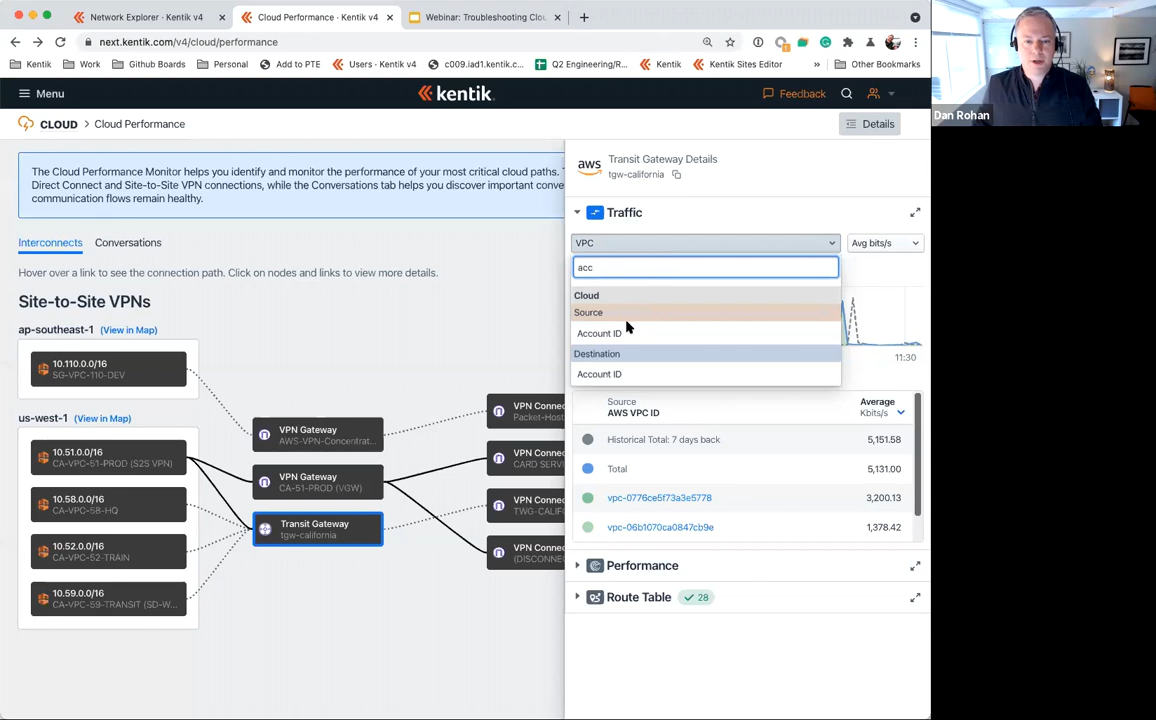 Network Explorer · Kentik v4
Cloud Performance · Kentik v4
Webinar: Troubleshooting Clou
next.kentik.com/v4/cloud/performance
Kentik
Work
Github Boards
Personal
Add to PTE
Users · Kentik v4
c009.iad1.kentik.c...
Q2 Engineering/R...
Kentik
Kentik Sites Editor
»
Other Bookmarks
Menu
kentik
Feedback
Dan Rohan
CLOUD > Cloud Performance
Details
The Cloud Performance Monitor helps you identify and monitor the performance of your most critical cloud paths. T
Direct Connect and Site-to-Site VPN connections, while the Conversations tab helps you discover important conve
communication flows remain healthy.
aws
Transit Gateway Details
tgw-california
Traffic
Interconnects
Conversations
VPC
Avg bits/s
acc
Hover over a link to see the connection path. Click on nodes and links to view more details.
Cloud
Source
Account ID
Destination
Account ID
11:30
Site-to-Site VPNs
ap-southeast-1 (View in Map)
10.110.0.0/16
SG-VPC-110-DEV
us-west-1 (View in Map)
10.51.0.0/16
CA-VPC-51-PROD (S2S VPN)
10.58.0.0/16
CA-VPC-58-HQ
10.52.0.0/16
CA-VPC-52-TRAIN
10.59.0.0/16
CA-VPC-59-TRANSIT (SD-W...
VPN Gateway
AWS-VPN-Concentrat...
VPN Gateway
CA-51-PROD (VGW)
Transit Gateway
tgw-california
VPN Conne
Packet-Host
VPN Conne
CARD SERVI
VPN Conne
TWG-CALIFO
VPN Conne
(DISCONNE
Source
AWS VPC ID
Average
Kbits/s
Historical Total: 7 days back
5,151.58
Total
5,131.00
vpc-0776ce5f73a3e5778
3,200.13
vpc-06b1070ca0847cb9e
1,378.42
Performance
Route Table
28